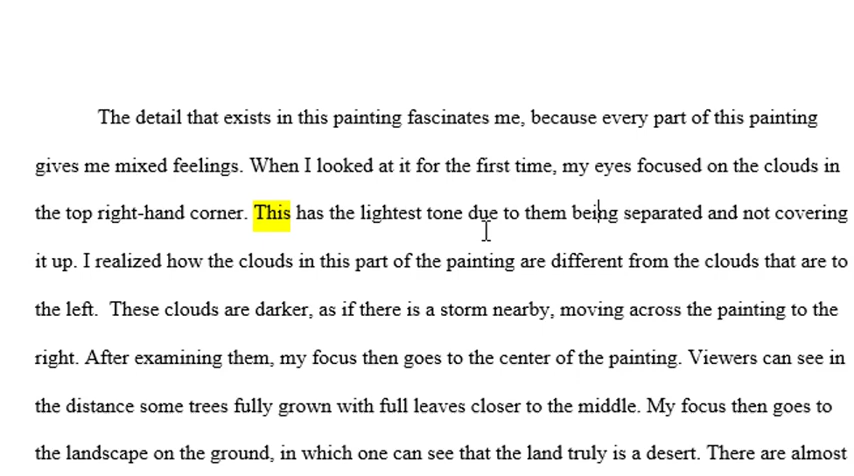 The detail that exists in this painting fascinates me, because every part of this painting
gives me mixed feelings. When I looked at it for the first time, my eyes focused on the clouds in
the top right-hand corner. This has the lightest tone due to them being separated and not covering
it up. I realized how the clouds in this part of the painting are different from the clouds that are to
the left.  These clouds are darker, as if there is a storm nearby, moving across the painting to the
right. After examining them, my focus then goes to the center of the painting. Viewers can see in
the distance some trees fully grown with full leaves closer to the middle. My focus then goes to
the landscape on the ground, in which one can see that the land truly is a desert. There are almost